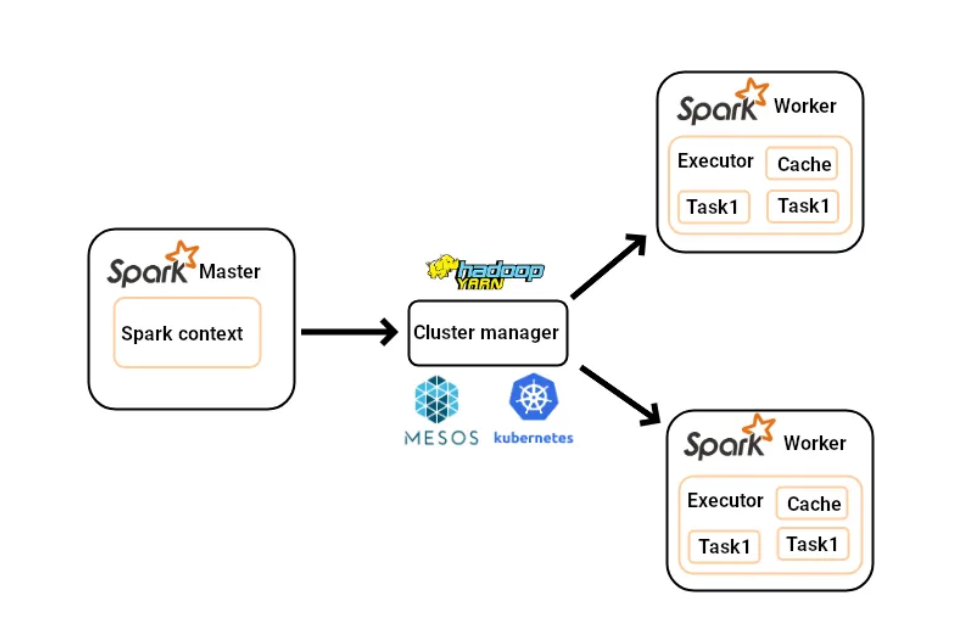 Spark Master
Spark context
hadoop
YARN
Cluster manager
MESOS
kubernetes
Spark Worker
Executor
Cache
Task1
Task1
Spark Worker
Executor
Cache
Task1
Task1